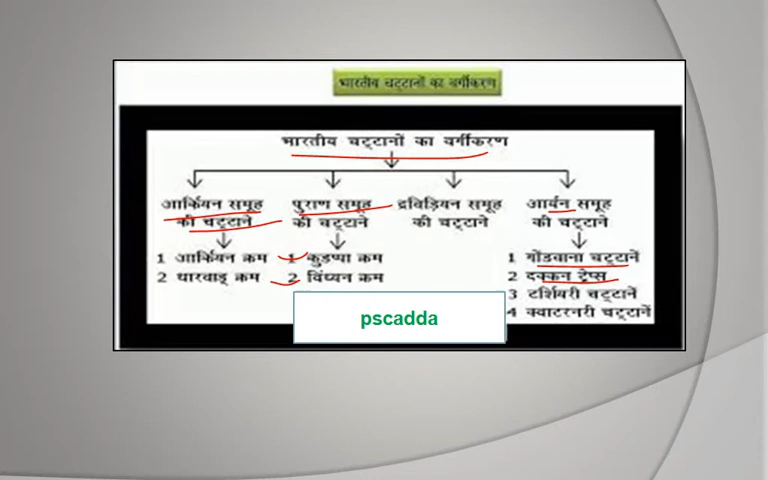 भारतीय चट्टानों का वर्गीकरण
भारतीय चट्टानों का वर्गीकरण
आर्कियन समूह की चट्टाने
1 आर्कियन क्रम
2 धारवाड़ क्रम
पुराण समूह की चट्टाने
1 कुडप्पा क्रम
2 विंध्यन क्रम
द्रविड़ियन समूह की चट्टाने
आर्यन समूह की चट्टाने
1 गोंडवाना चट्टानें
2 दक्कन ट्रेप्स
3 टर्शियरी चट्टानें
4 क्वाटरनरी चट्टानें
pscadda